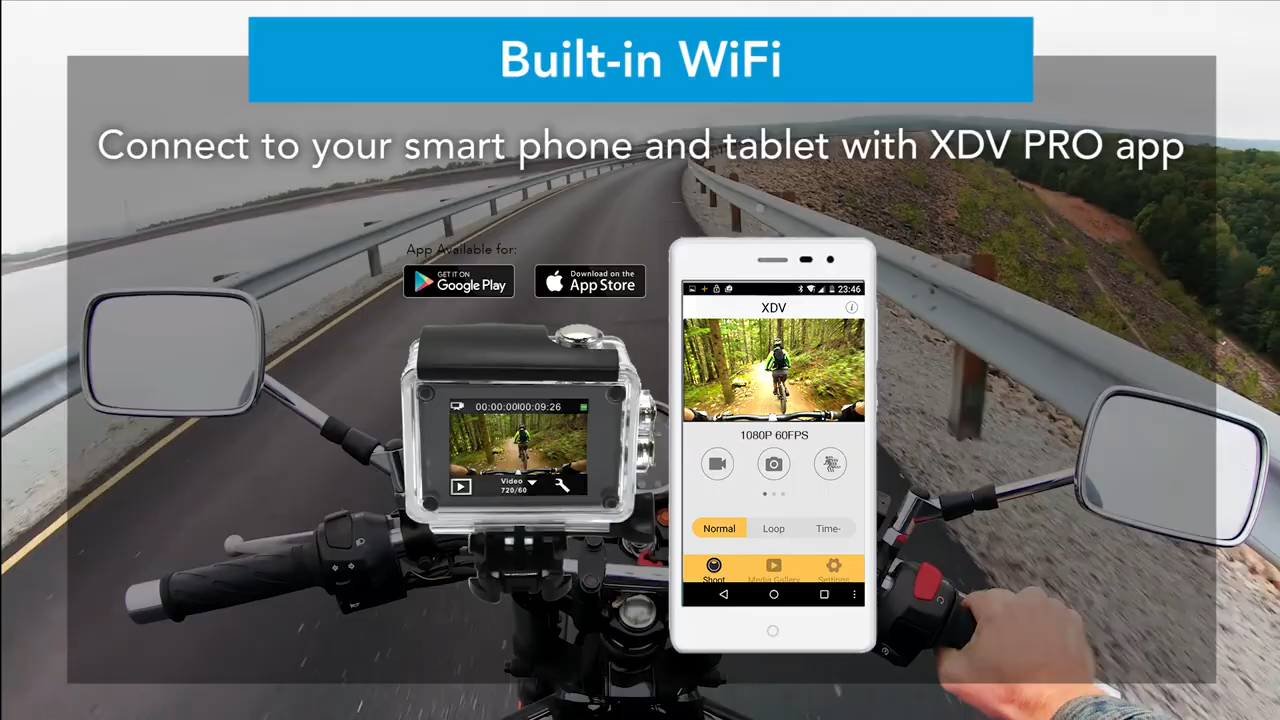 Built-in WiFi
Connect to your smart phone and tablet with XDV PRO app
App Available for:
GET IT ON
Google Play
Download on the
App Store
23:46
XDV
i
00:00:00|00:09:26
1080P 60FPS
Video
720/60
Normal Loop Time-
Shoot Media Gallery Settings